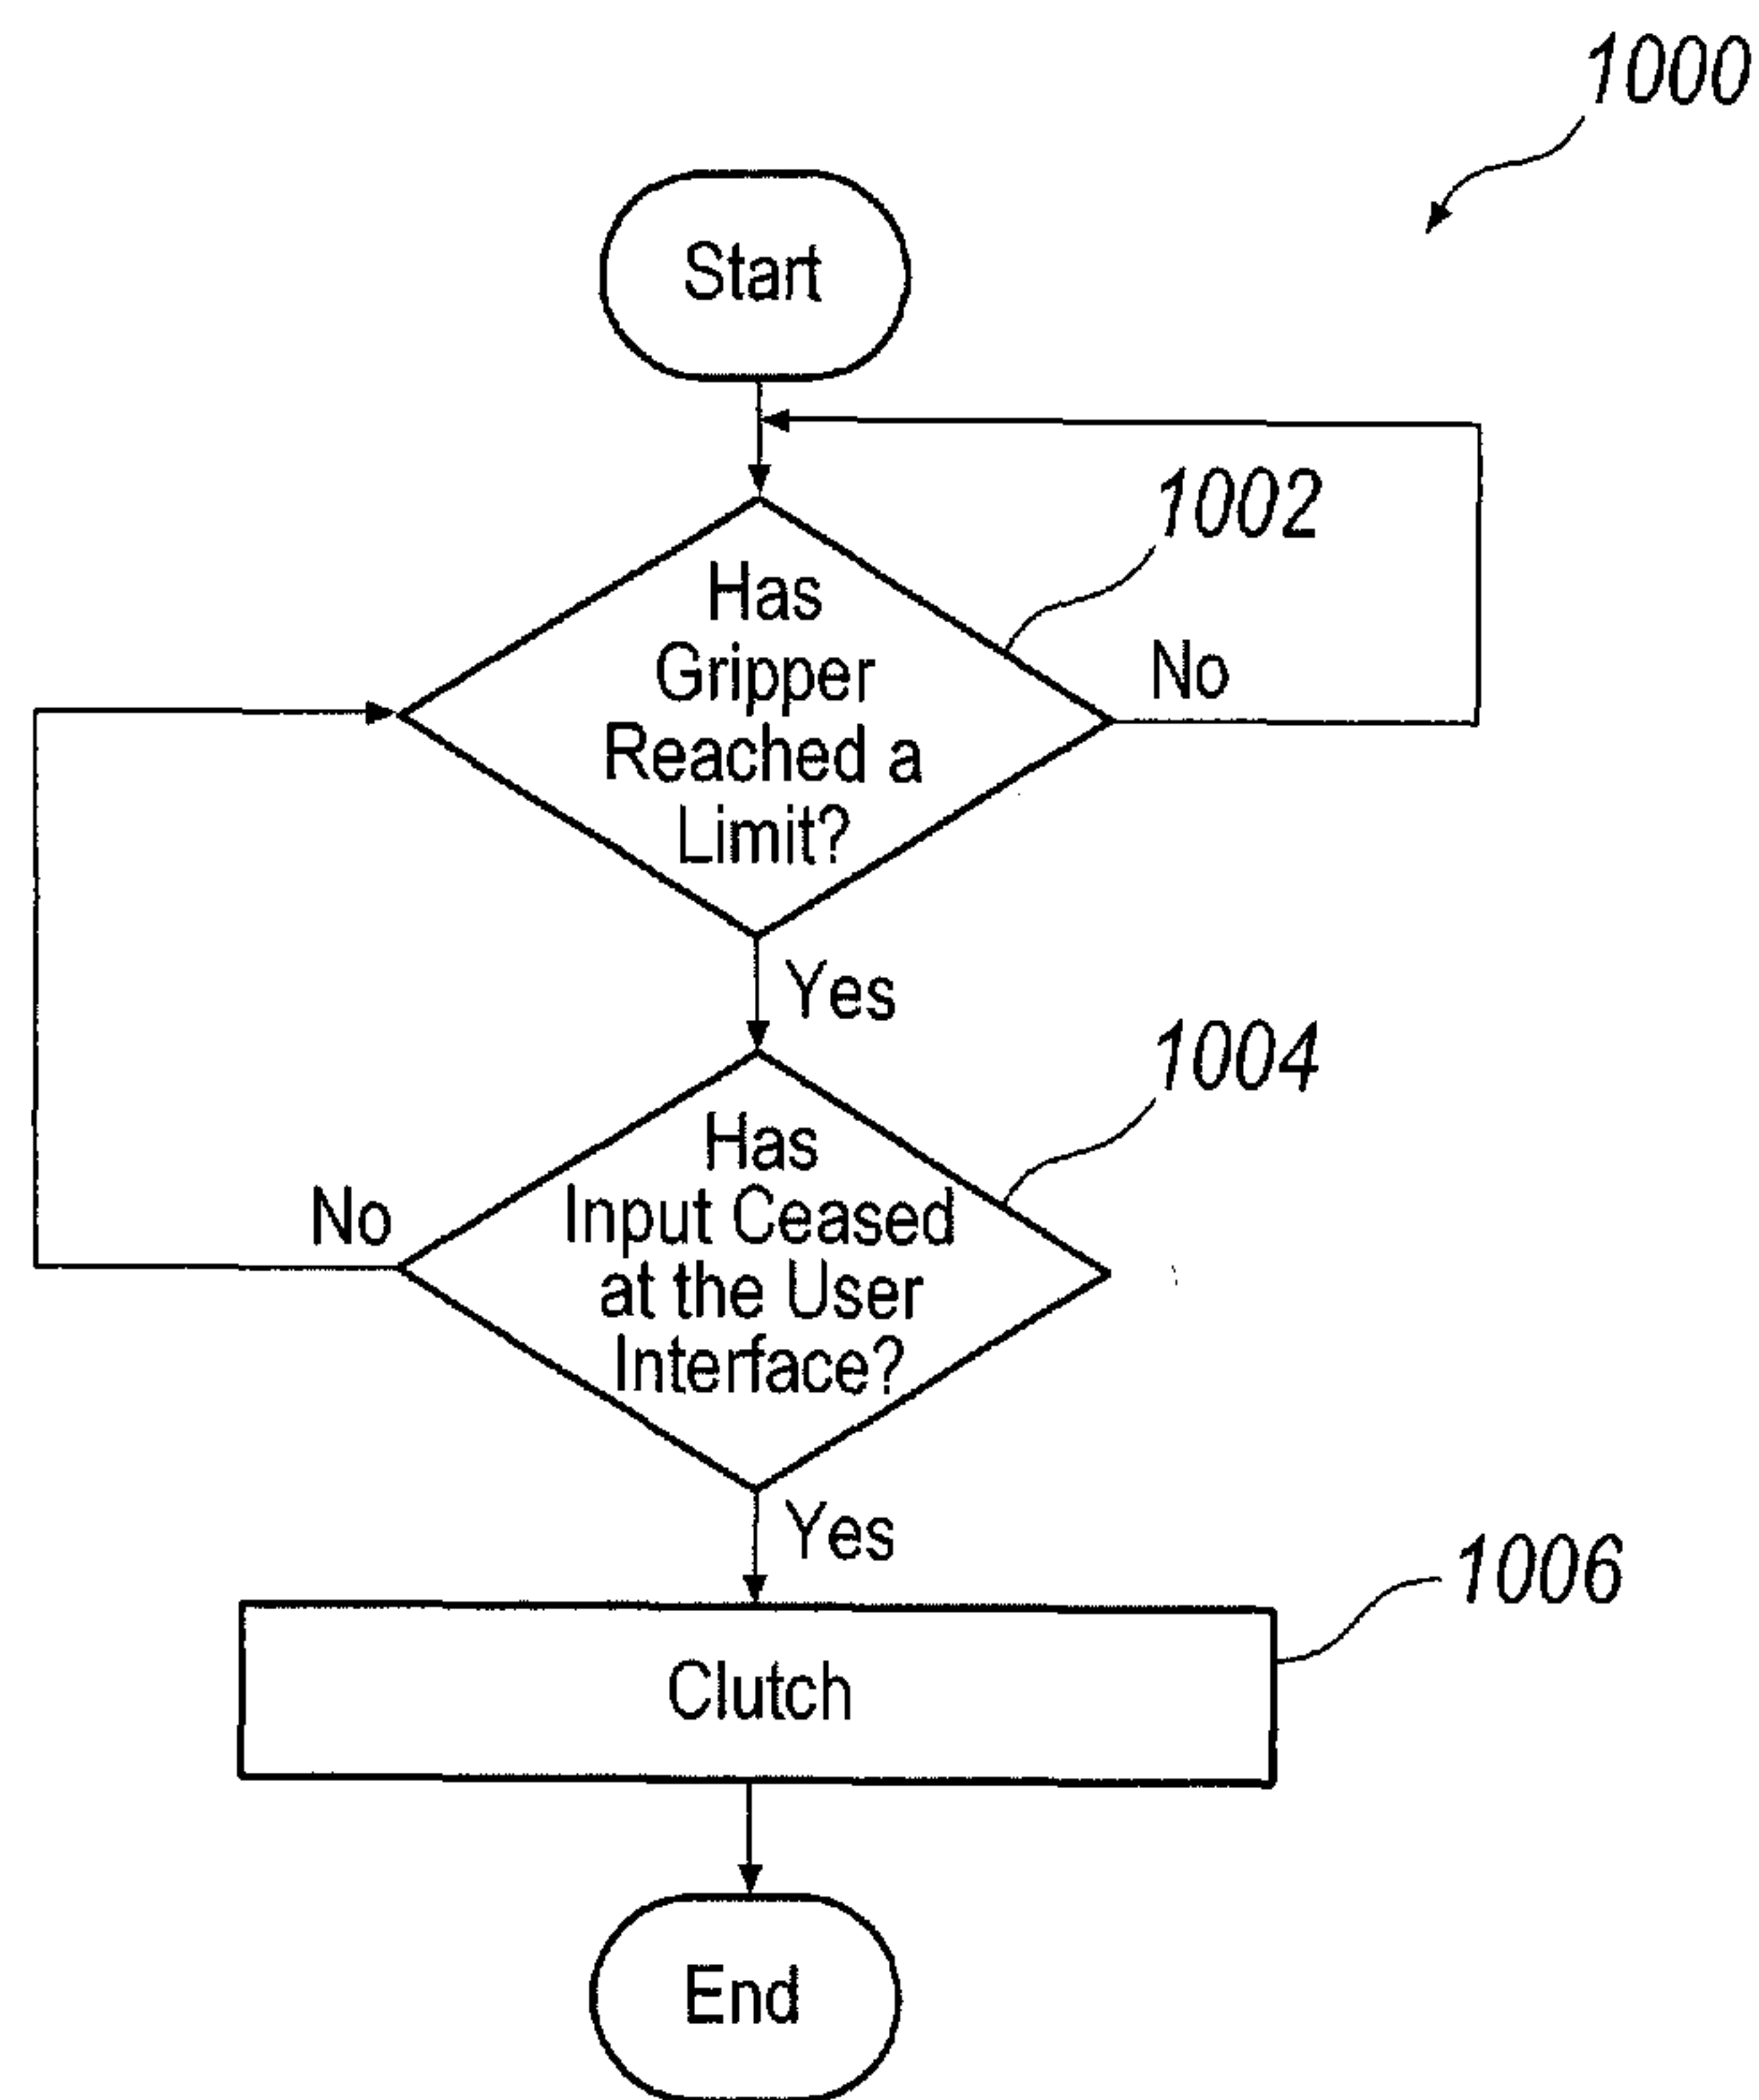 1000
Start
1002
Has
Gripper
Reached a
Limit?
No
Yes
1004
Has
Input Ceased
at the User
Interface?
No
Yes
1006
Clutch
End